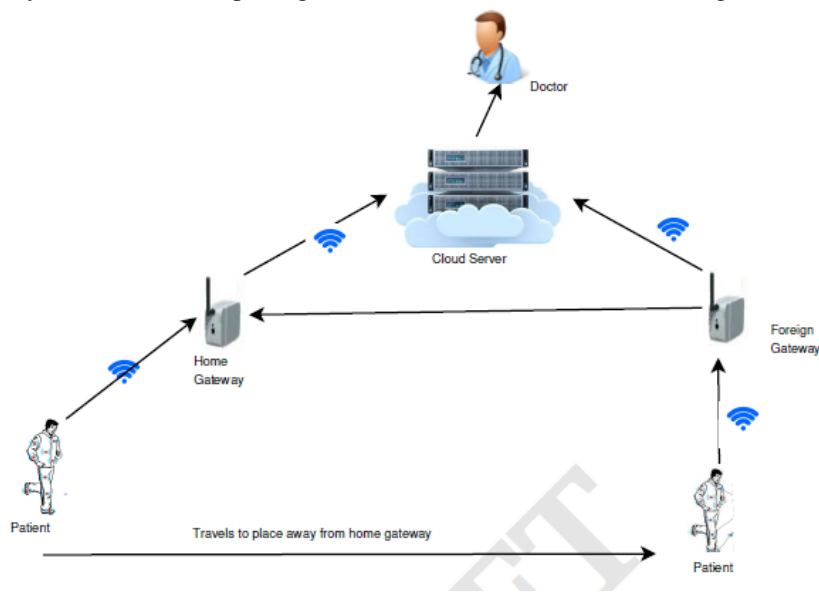 Doctor
Cloud Server
Home
Gateway
Foreign
Gateway
Patient
Travels to place away from home gateway
Patient